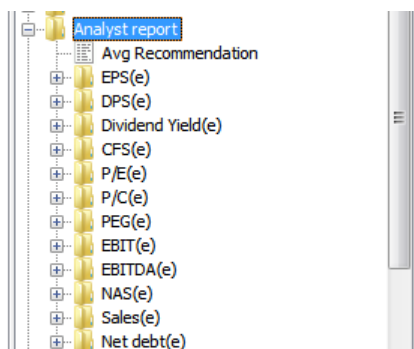 Analyst report
Avg Recommendation
EPS(e)
DPS(e)
Dividend Yield(e)
CFS(e)
P/E(e)
P/C(e)
PEG(e)
EBIT(e)
EBITDA(e)
NAS(e)
Sales(e)
Net debt(e)